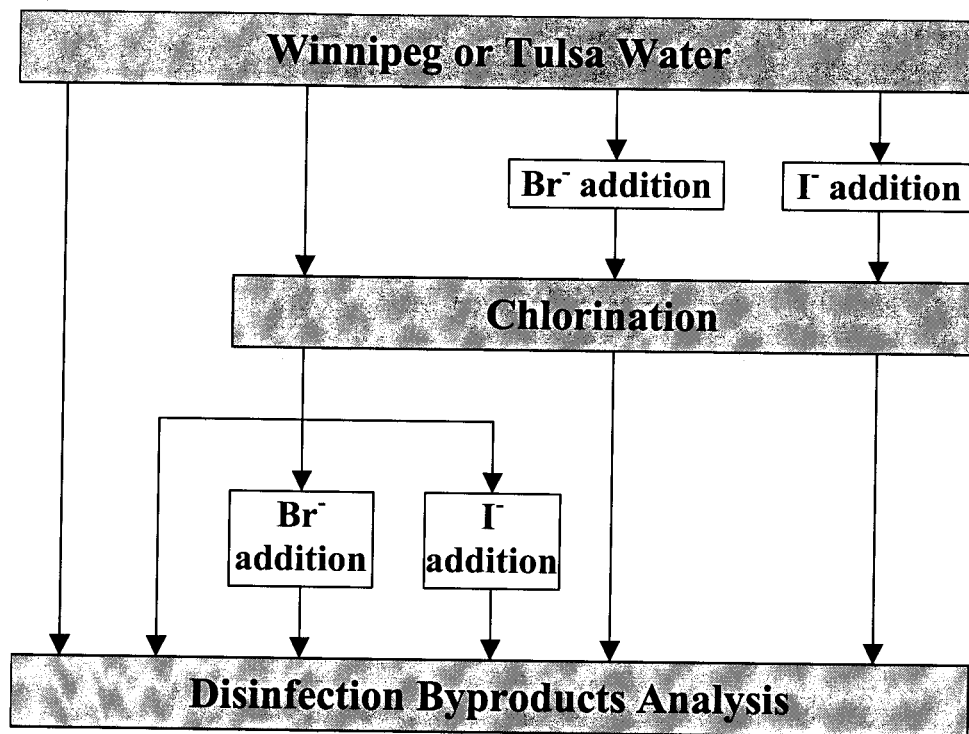 Winnipeg or Tulsa Water
Br⁻ addition
I⁻ addition
Chlorination
Br⁻
addition
I⁻
addition
Disinfection Byproducts Analysis